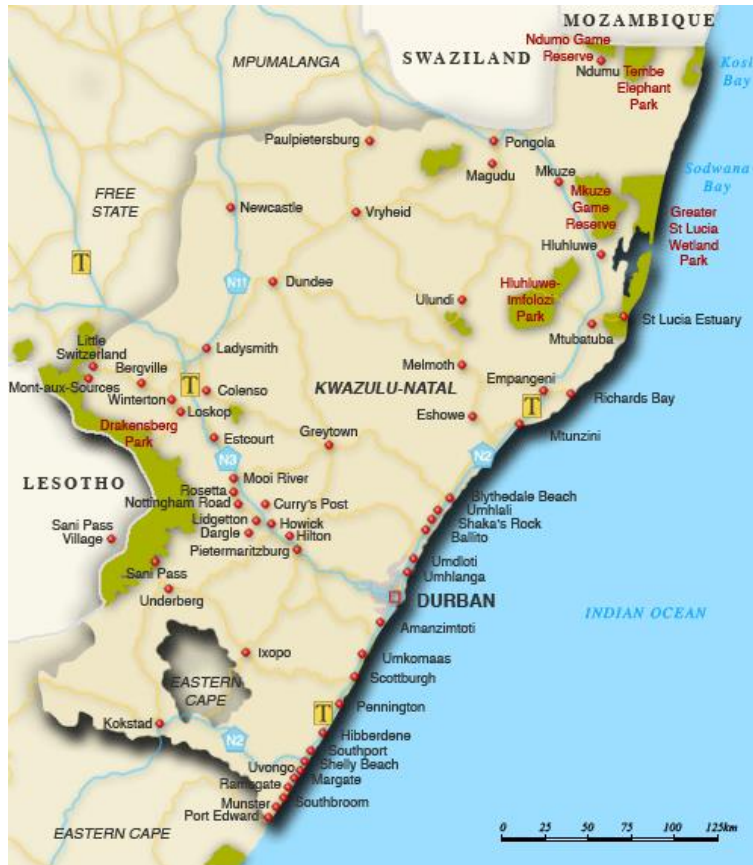 MOZAMBIQUE
Ndumo Game
Reserve
SWAZILAND
MPUMALANGA
Ndumu
Tembe
Elephant
Park
Kosi
Bay
Paulpietersburg
Pongola
Magudu
Mkuze
Sodwana
Bay
FREE
STATE
Newcastle
Vryheid
Mkuze
Game
Reserve
Greater
St Lucia
Wetland
Park
Hluhluwe
T
N11
Dundee
Ulundi
Hluhluwe-
Imfolozi
Park
St Lucia Estuary
Mtubatuba
Little
Switzerland
Ladysmith
Bergville
Mont-aux-Sources
T
Colenso
Melmoth
KWAZULU-NATAL
Empangeni
Richards Bay
Winterton
Loskop
T
Eshowe
Mtunzini
Drakensberg
Park
Estcourt
Greytown
N3
N2
LESOTHO
Mooi River
Rosetta
Nottingham Road
Curry's Post
Blythedale Beach
Umhlali
Shaka's Rock
Ballito
Lidgetton
Howick
Dargle
Hilton
Sani Pass
Village
Pietermaritzburg
Umdloti
Umhlanga
Sani Pass
Underberg
DURBAN
INDIAN OCEAN
Amanzimtoti
Ixopo
Umkomaas
EASTERN
CAPE
Scottburgh
Pennington
T
Kokstad
N2
Hibberdene
Southport
Shelly Beach
Uvongo
Margate
Ramsgate
Southbroom
Munster
Port Edward
EASTERN CAPE
0 25 50 75 100 125km